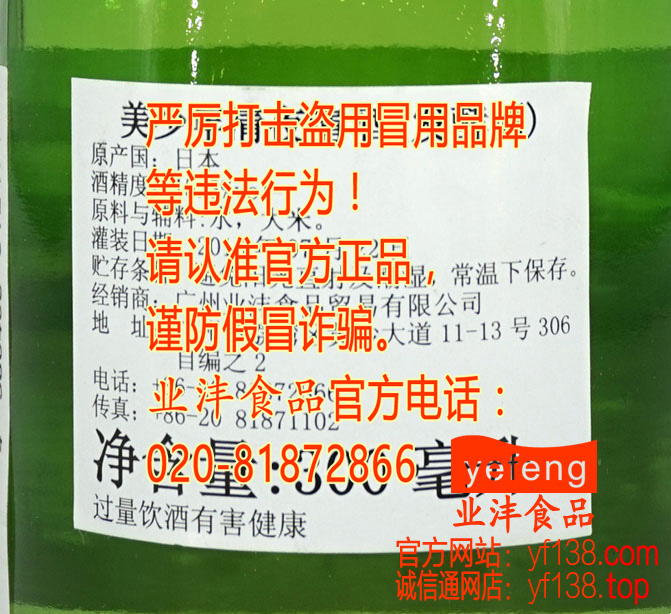 严厉打击盗用冒用品牌
等违法行为！
请认准官方正品，
谨防假冒诈骗。
业沣食品官方电话：
020-81872866
美少
原产国：日本
酒精度
原料与辅料:水，大米。
灌装日期
贮存条 常温下保存。
经销商：广州业沣食品贸易有限公司
地 址 大道 11-13 号 306
自编之 2
电话：+86-20 81872866
传真：+86-20 81871102
净含量:300 毫升
过量饮酒有害健康
yefeng
业沣食品
官方网站：yf138.com
诚信通网店：yf138.top